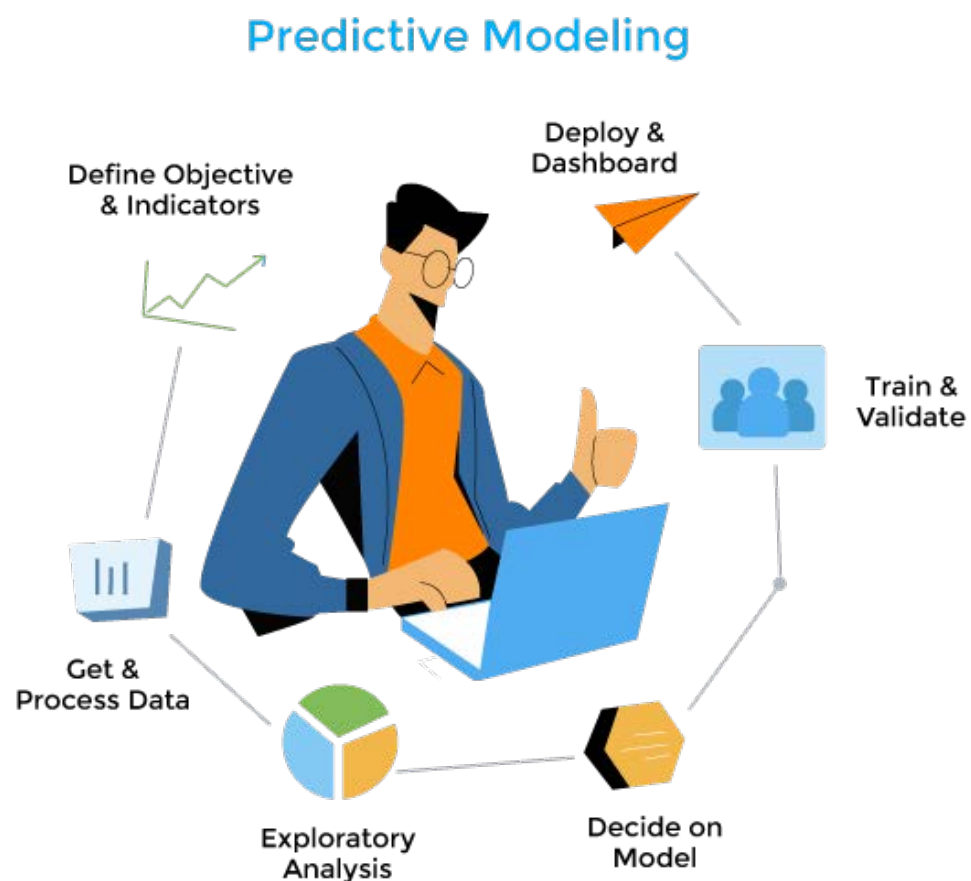 Predictive Modeling
Define Objective
& Indicators
Deploy &
Dashboard
Train &
Validate
Get &
Process Data
Exploratory
Analysis
Decide on
Model